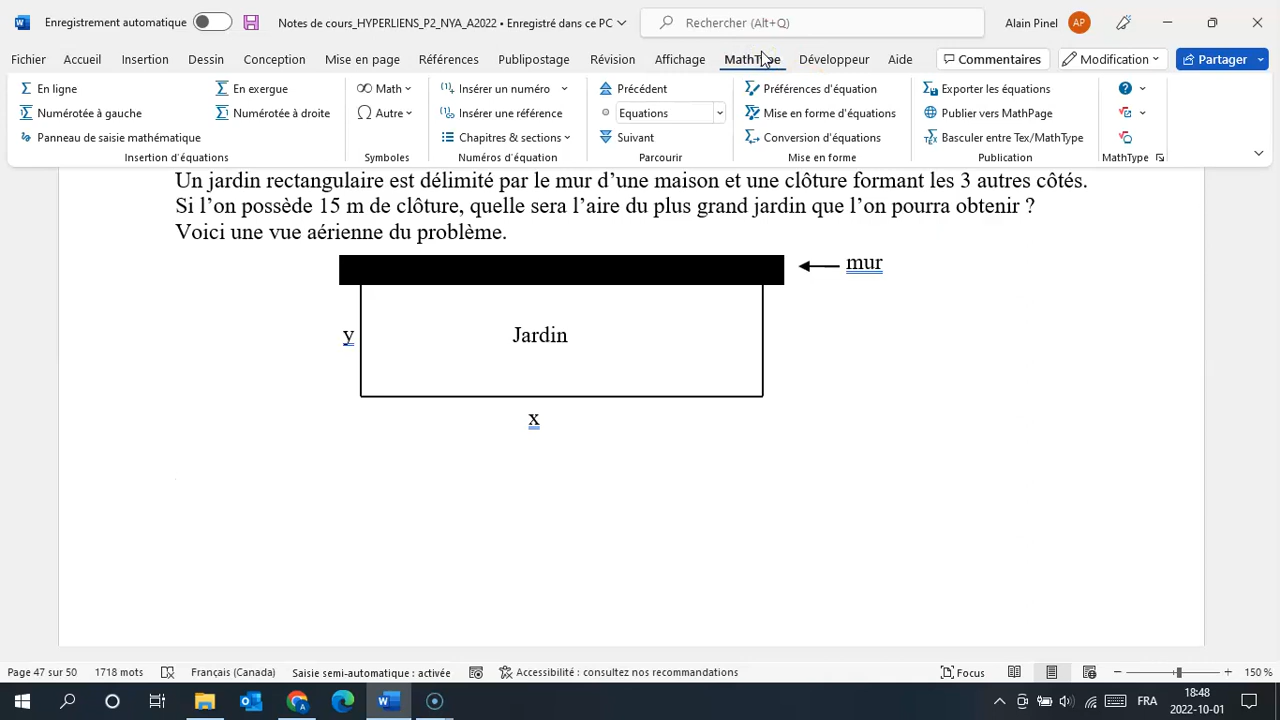 Enregistrement automatique
Notes de cours_HYPERLIENS_P2_NYA_A2022 • Enregistré dans ce PC
Rechercher (Alt+Q)
Alain Pinel
AP
Fichier
Accueil
Insertion
Dessin
Conception
Mise en page
Références
Publipostage
Révision
Affichage
MathType
Développeur
Aide
Commentaires
Modification
Partager
En ligne
En exergue
Numérotée à gauche
Numérotée à droite
Panneau de saisie mathématique
Insertion d'équations
Math
Autre
Symboles
Insérer un numéro
Insérer une référence
Chapitres & sections
Numéros d'équation
Précédent
Equations
Suivant
Parcourir
Préférences d'équation
Mise en forme d'équations
Conversion d'équations
Mise en forme
Exporter les équations
Publier vers MathPage
Basculer entre Tex/MathType
Publication
MathType
Un jardin rectangulaire est délimité par le mur d'une maison et une clôture formant les 3 autres côtés.
Si l'on possède 15 m de clôture, quelle sera l'aire du plus grand jardin que l'on pourra obtenir ?
Voici une vue aérienne du problème.
mur
y
Jardin
x
Page 47 sur 50
1718 mots
Français (Canada)
Saisie semi-automatique : activée
Accessibilité : consultez nos recommandations
Focus
150 %
FRA
18:48
2022-10-01